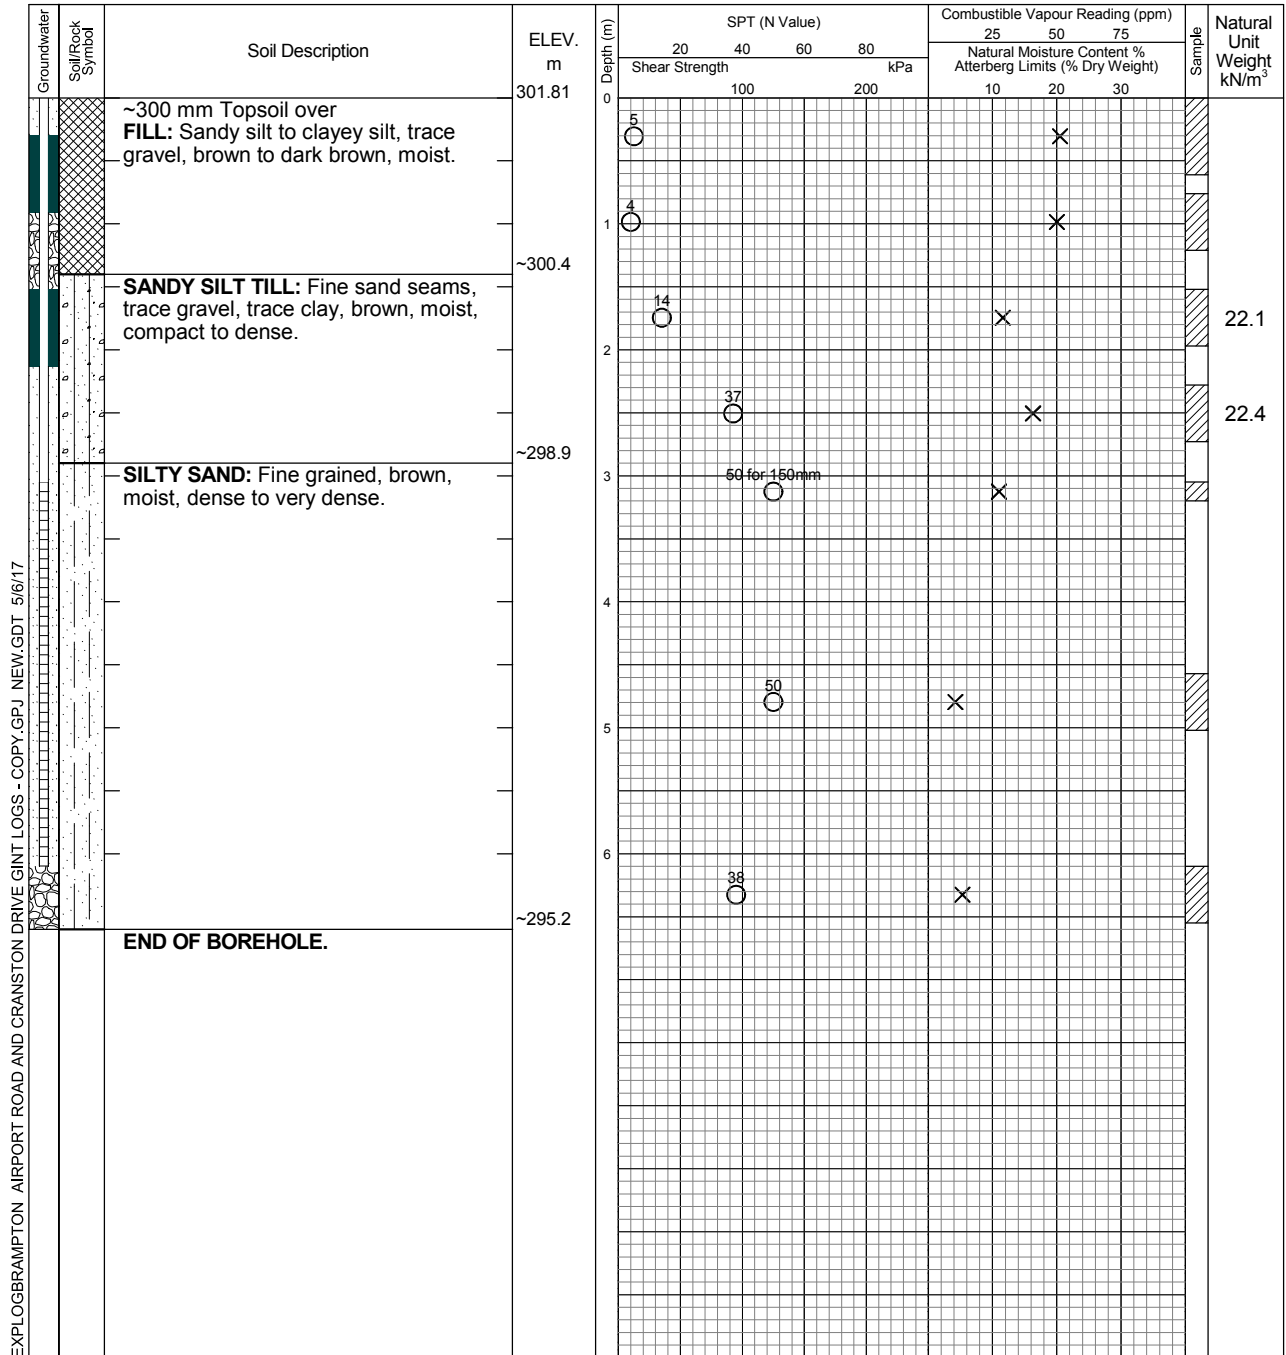 Groundwater
Soil/Rock
Symbol
Soil Description
ELEV.
m
301.81
Depth (m)
SPT (N Value)
20 40 60 80
Shear Strength kPa
100 200
Combustible Vapour Reading (ppm)
25 50 75
Natural Moisture Content %
Atterberg Limits (% Dry Weight)
10 20 30
Sample
Natural
Unit
Weight
kN/m³
0
~300 mm Topsoil over
FILL: Sandy silt to clayey silt, trace
gravel, brown to dark brown, moist.
5
4
1
~300.4
SANDY SILT TILL: Fine sand seams,
trace gravel, trace clay, brown, moist,
compact to dense.
14
22.1
2
37
22.4
~298.9
SILTY SAND: Fine grained, brown,
moist, dense to very dense.
3
50 for 150mm
4
50
5
6
38
~295.2
END OF BOREHOLE.
EXPLOGBRAMPTON AIRPORT ROAD AND CRANSTON DRIVE GINT LOGS - COPY.GPJ NEW.GDT 5/6/17